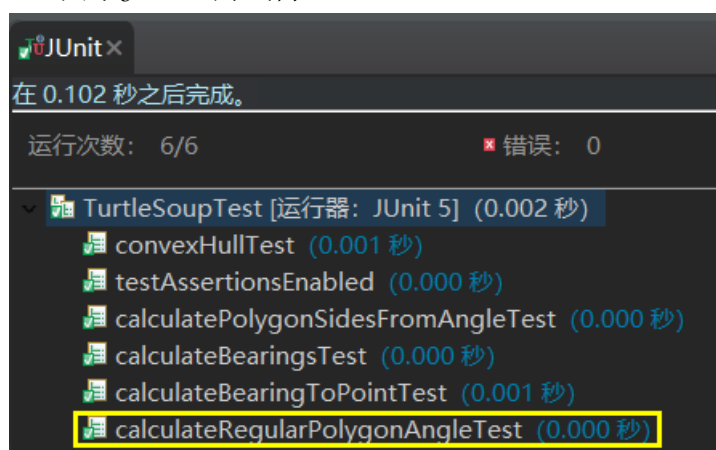 JUnit ×
在 0.102 秒之后完成。
运行次数： 6/6 错误： 0
TurtleSoupTest [运行器：JUnit 5] (0.002 秒)
convexHullTest (0.001 秒)
testAssertionsEnabled (0.000 秒)
calculatePolygonSidesFromAngleTest (0.000 秒)
calculateBearingsTest (0.000 秒)
calculateBearingToPointTest (0.001 秒)
calculateRegularPolygonAngleTest (0.000 秒)